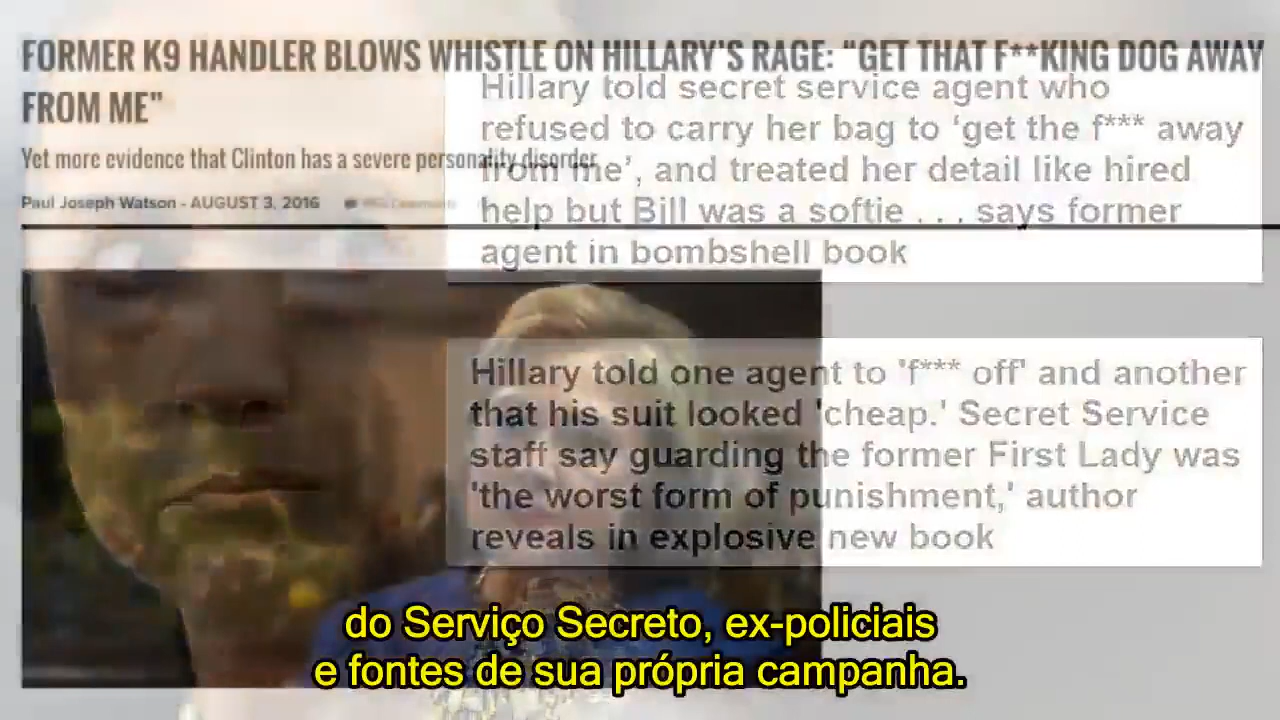 FORMER K9 HANDLER BLOWS WHISTLE ON HILLARY'S RAGE: "GET THAT F**KING DOG AWAY
FROM ME"
Yet more evidence that Clinton has a severe personality disorder
Paul Joseph Watson - AUGUST 3, 2016
Hillary told secret service agent who
refused to carry her bag to ‘get the f*** away
from me’, and treated her detail like hired
help but Bill was a softie . . . says former
agent in bombshell book
Hillary told one agent to 'f*** off' and another
that his suit looked 'cheap.' Secret Service
staff say guarding the former First Lady was
'the worst form of punishment,' author
reveals in explosive new book
do Serviço Secreto, ex-policiais
e fontes de sua própria campanha.